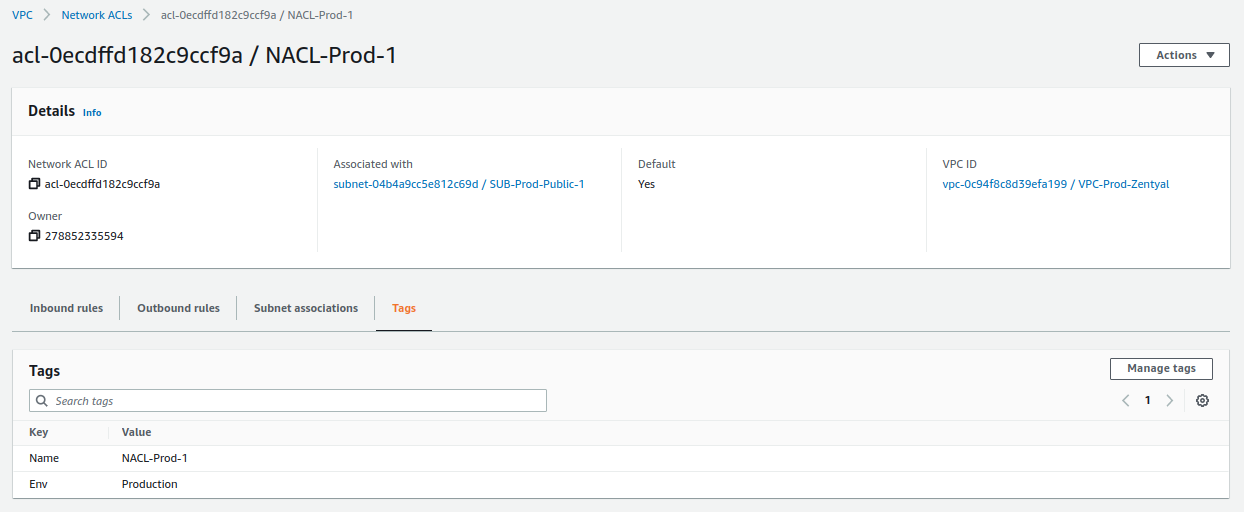 VPC > Network ACLs > acl-0ecdffd182c9ccf9a / NACL-Prod-1
acl-0ecdffd182c9ccf9a / NACL-Prod-1
Actions
Details Info
Network ACL ID
acl-0ecdffd182c9ccf9a
Associated with
subnet-04b4a9cc5e812c69d / SUB-Prod-Public-1
Default
Yes
VPC ID
vpc-0c94f8c8d39efa199 / VPC-Prod-Zentyal
Owner
278852335594
Inbound rules
Outbound rules
Subnet associations
Tags
Tags
Manage tags
Search tags
1
Key Value
Name NACL-Prod-1
Env Production